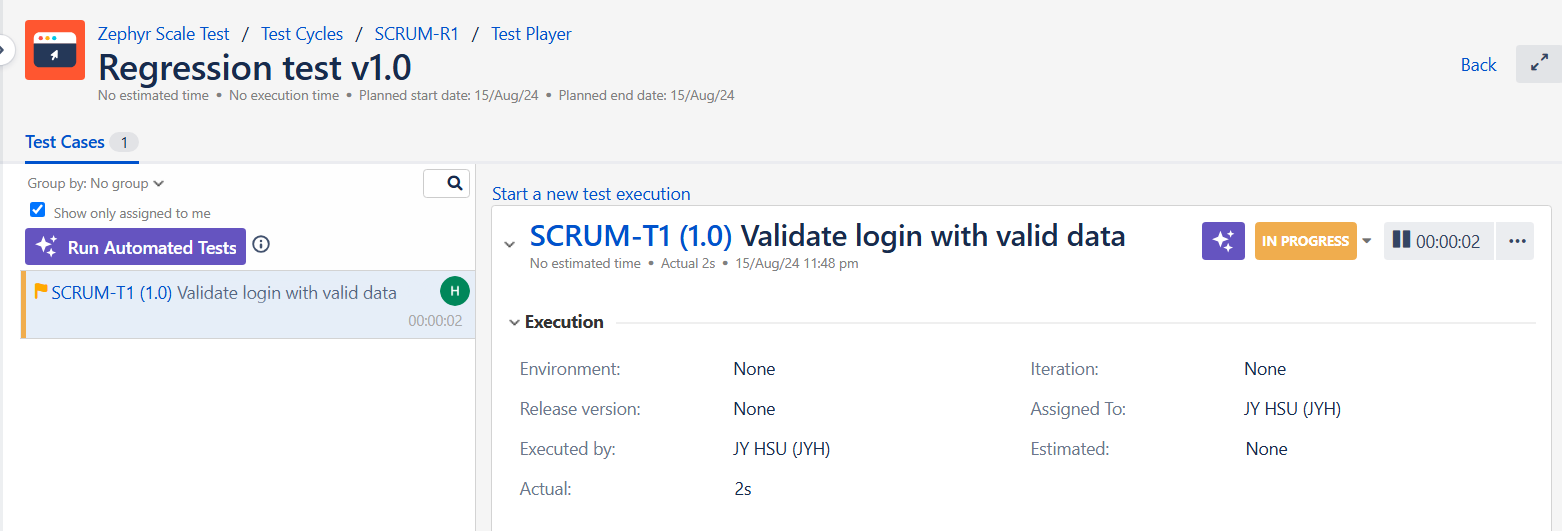 Zephyr Scale Test / Test Cycles / SCRUM-R1 / Test Player
Regression test v1.0
No estimated time • No execution time • Planned start date: 15/Aug/24 • Planned end date: 15/Aug/24
Back
Test Cases 1
Group by: No group
Show only assigned to me
Run Automated Tests
SCRUM-T1 (1.0) Validate login with valid data
H
00:00:02
Start a new test execution
SCRUM-T1 (1.0) Validate login with valid data
IN PROGRESS
00:00:02
No estimated time • Actual 2s • 15/Aug/24 11:48 pm
Execution
Environment: None
Iteration: None
Release version: None
Assigned To: JY HSU (JYH)
Executed by: JY HSU (JYH)
Estimated: None
Actual: 2s